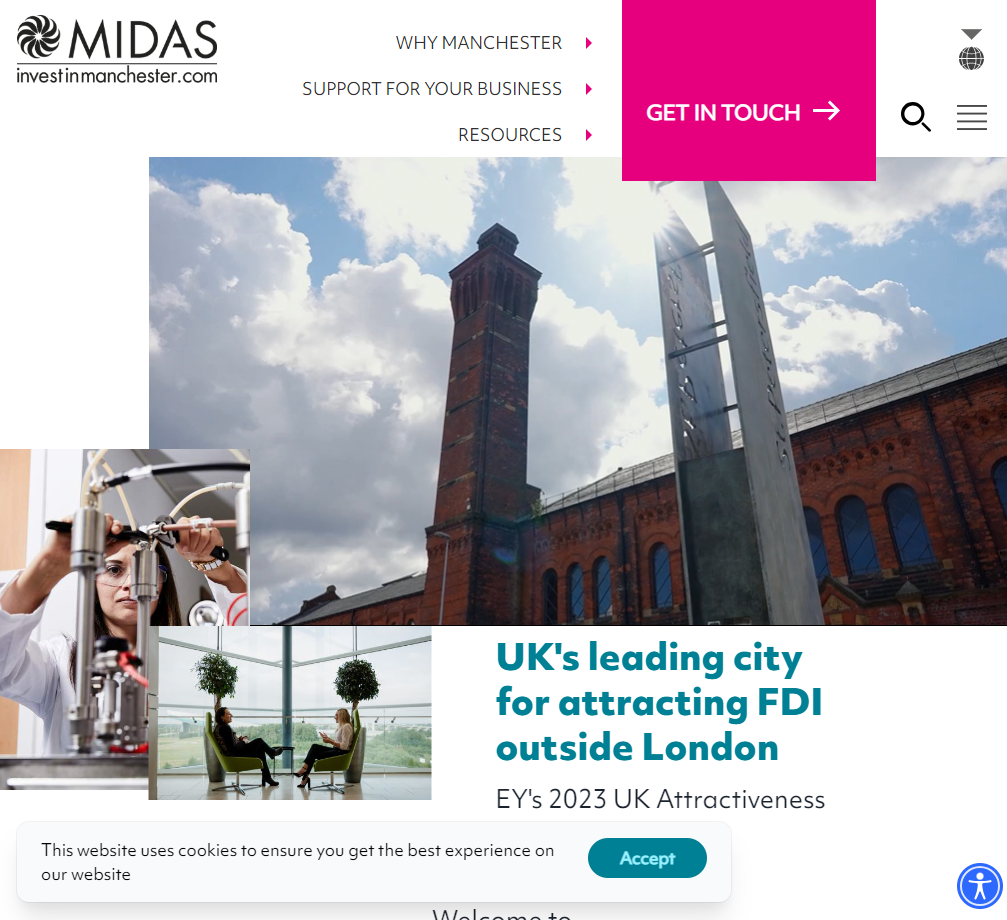 MIDAS
investinmanchester.com
WHY MANCHESTER
SUPPORT FOR YOUR BUSINESS
RESOURCES
GET IN TOUCH
UK's leading city
for attracting FDI
outside London
EY's 2023 UK Attractiveness
This website uses cookies to ensure you get the best experience on
our website
Accept
Welcome to